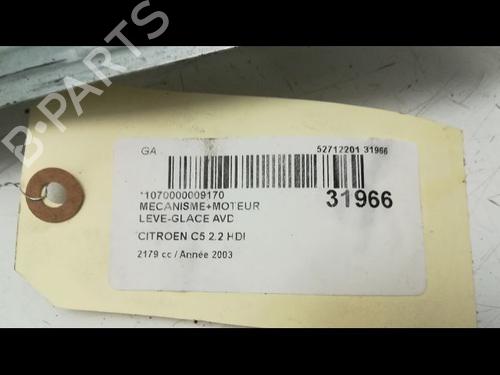 GA
52712201 31966
*1070000009170
31966
MECANISME+MOTEUR
LEVE-GLACE AVD
CITROEN C5 2.2 HDI
2179 cc / Année 2003
B-PARTS